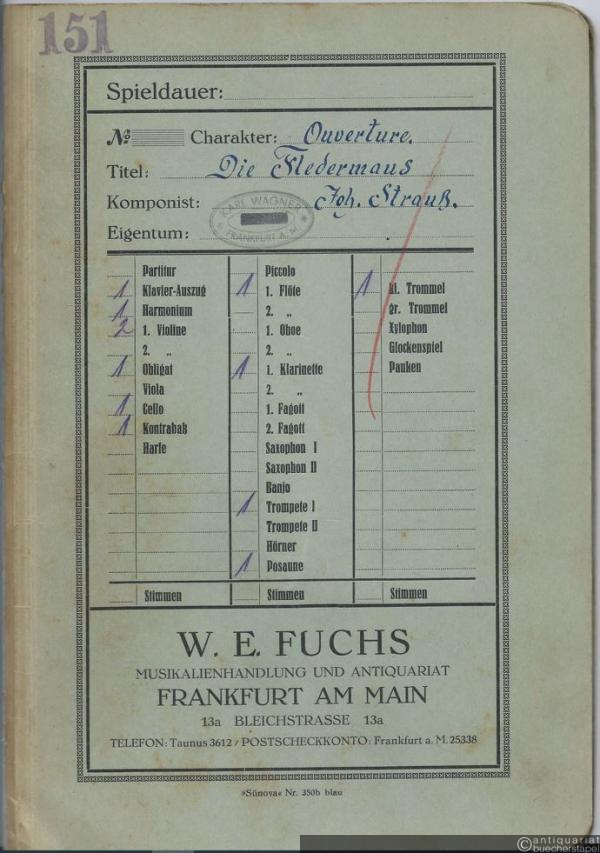 151
Spieldauer:
№ Charakter: Ouverture.
Titel: Die Fledermaus
Komponist: Joh. Strauß.
KARL WAGNER
FRANKFURT A. M.
Eigentum:
Partitur
1 Klavier-Auszug
1 Harmonium
2 1. Violine
2. „
1 Obligat
Viola
1 Cello
1 Kontrabaß
Harfe
Stimmen
Piccolo
1 1. Flöte
2. „
1. Oboe
2. „
1 1. Klarinette
2. „
1. Fagott
2. Fagott
Saxophon I
Saxophon II
Banjo
1 Trompete I
Trompete II
Hörner
1 Posaune
Stimmen
1 kl. Trommel
gr. Trommel
Xylophon
Glockenspiel
Pauken
Stimmen
W. E. FUCHS
MUSIKALIENHANDLUNG UND ANTIQUARIAT
FRANKFURT AM MAIN
13a BLEICHSTRASSE 13a
TELEFON: Taunus 3612 / POSTSCHECKKONTO: Frankfurt a. M. 25338
»Sünova« Nr. 350b blau
antiquariat
buecherstapel